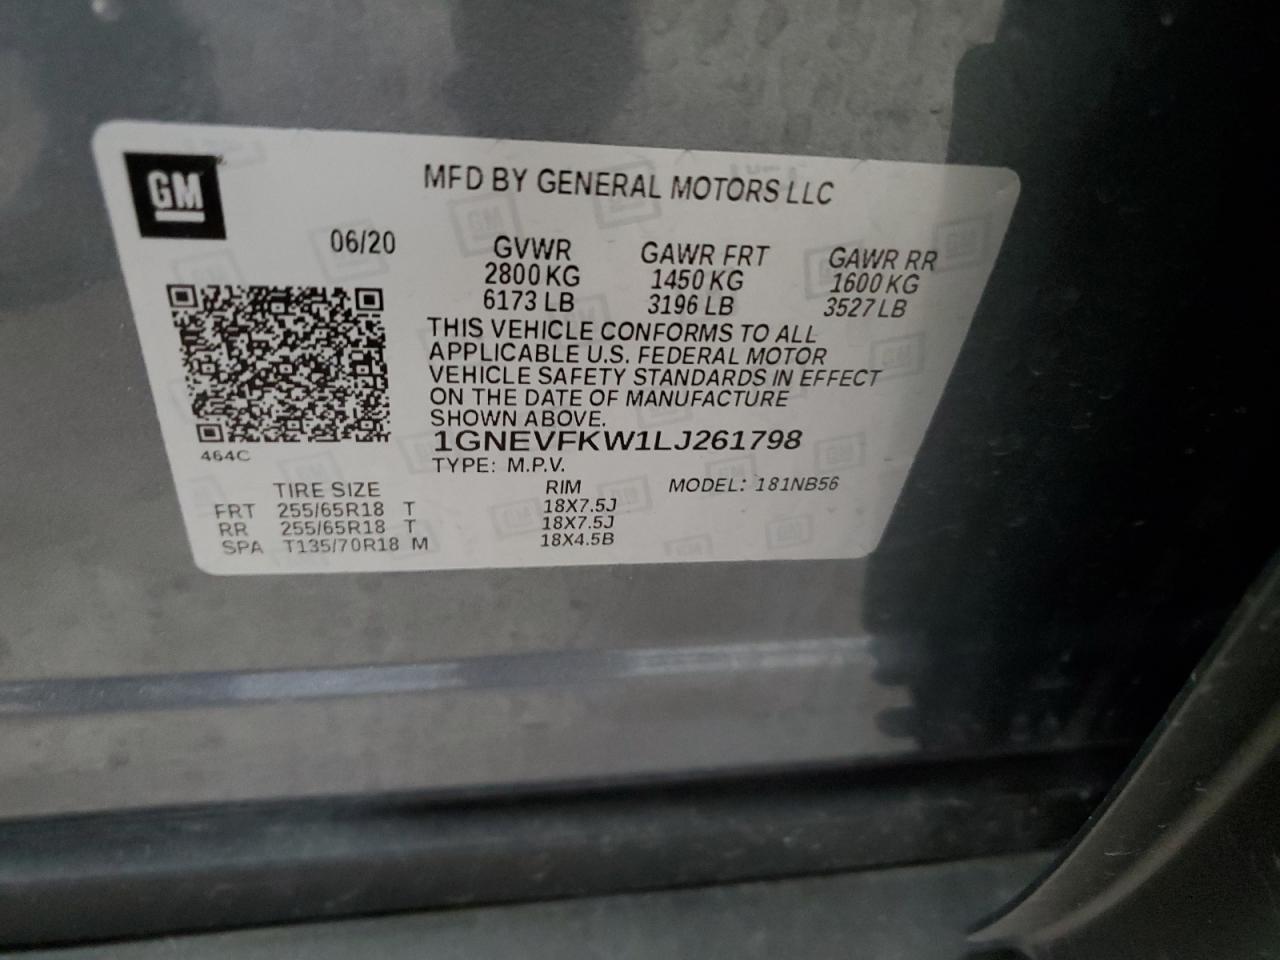 GM
MFD BY GENERAL MOTORS LLC
06/20
GVWR GAWR FRT GAWR RR
2800 KG 1450 KG 1600 KG
6173 LB 3196 LB 3527 LB
THIS VEHICLE CONFORMS TO ALL
APPLICABLE U.S. FEDERAL MOTOR
VEHICLE SAFETY STANDARDS IN EFFECT
ON THE DATE OF MANUFACTURE
SHOWN ABOVE.
1GNEVFKW1LJ261798
464C
TYPE: M.P.V.
TIRE SIZE RIM MODEL: 181NB56
FRT 255/65R18 T 18X7.5J
RR 255/65R18 T 18X7.5J
SPA T135/70R18 M 18X4.5B